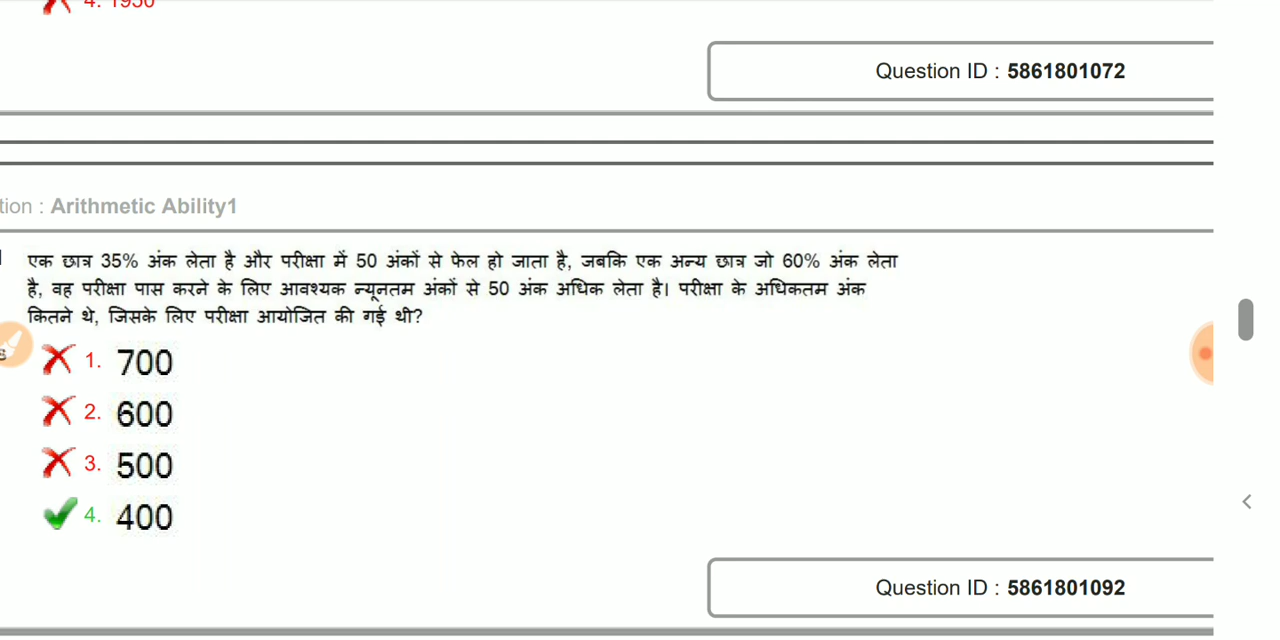 4. 1950
Question ID : 5861801072
tion : Arithmetic Ability1
एक छात्र 35% अंक लेता है और परीक्षा में 50 अंकों से फेल हो जाता है, जबकि एक अन्य छात्र जो 60% अंक लेता
है, वह परीक्षा पास करने के लिए आवश्यक न्यूनतम अंकों से 50 अंक अधिक लेता है। परीक्षा के अधिकतम अंक
कितने थे, जिसके लिए परीक्षा आयोजित की गई थी?
1. 700
2. 600
3. 500
4. 400
Question ID : 5861801092